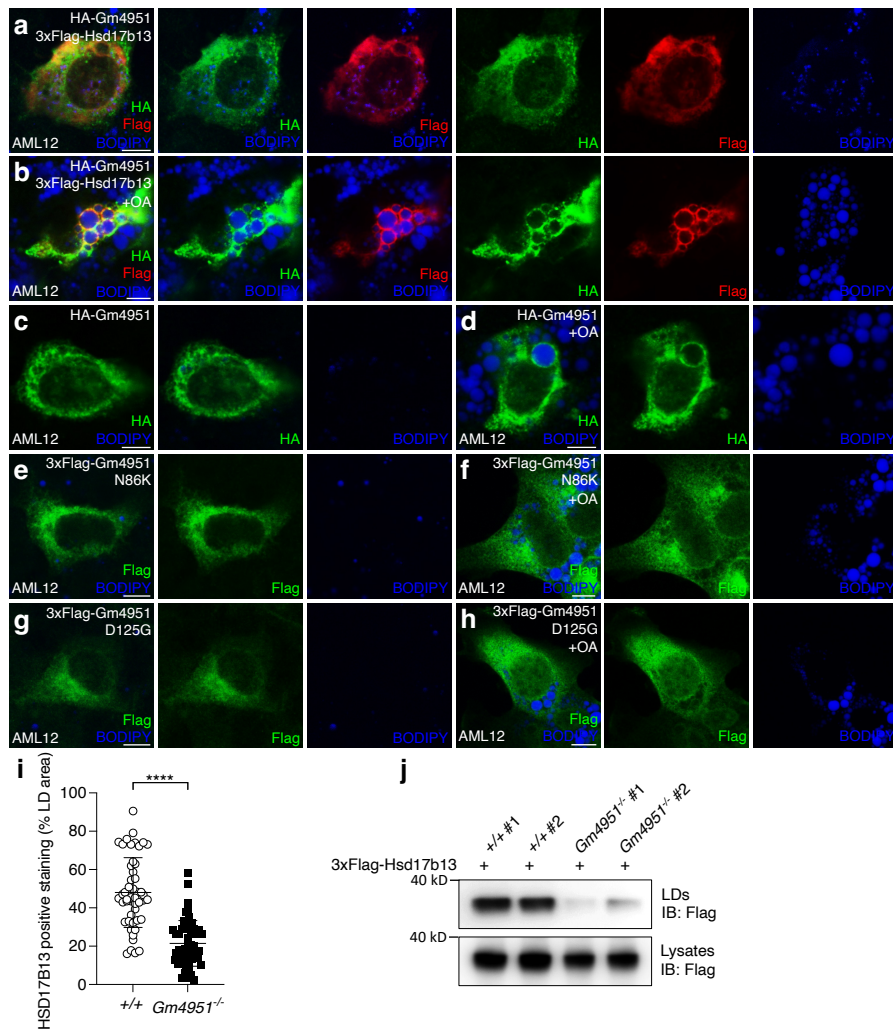 a
HA-Gm4951
3xFlag-Hsd17b13
HA
Flag
AML12
BODIPY
HA
BODIPY
Flag
BODIPY
HA
Flag
BODIPY
b
HA-Gm4951
3xFlag-Hsd17b13
+OA
HA
Flag
AML12
BODIPY
HA
BODIPY
Flag
BODIPY
HA
Flag
BODIPY
c
HA-Gm4951
HA
AML12
BODIPY
HA
BODIPY
d
HA-Gm4951
+OA
HA
AML12
BODIPY
HA
BODIPY
e
3xFlag-Gm4951
N86K
Flag
AML12
BODIPY
Flag
BODIPY
f
3xFlag-Gm4951
N86K
+OA
Flag
AML12
BODIPY
Flag
BODIPY
g
3xFlag-Gm4951
D125G
Flag
AML12
BODIPY
Flag
BODIPY
h
3xFlag-Gm4951
D125G
+OA
Flag
AML12
BODIPY
Flag
BODIPY
i
HSD17B13 positive staining (% LD area)
****
100
80
60
40
20
0
+/+
Gm4951-/-
j
+/+ #1
+/+ #2
Gm4951-/- #1
Gm4951-/- #2
3xFlag-Hsd17b13 + + + +
40 kD
LDs
IB: Flag
40 kD
Lysates
IB: Flag